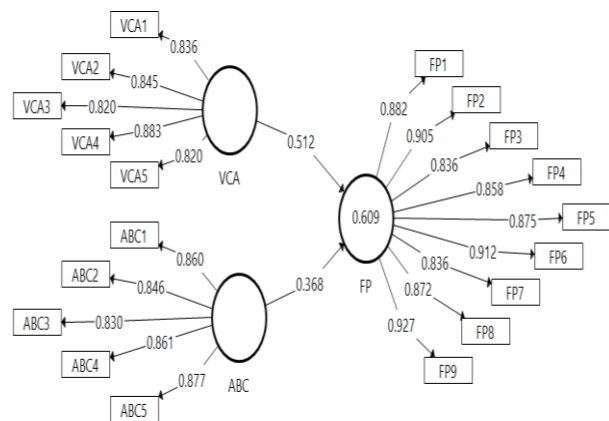 VCA1
0.836
VCA2
0.845
VCA3
0.820
VCA4
0.883
VCA5
0.820
VCA
0.512
ABC1
0.860
ABC2
0.846
ABC3
0.830
ABC4
0.861
ABC5
0.877
ABC
0.368
0.609
FP
FP1
0.882
FP2
0.905
FP3
0.836
FP4
0.858
FP5
0.875
FP6
0.912
FP7
0.836
FP8
0.872
FP9
0.927